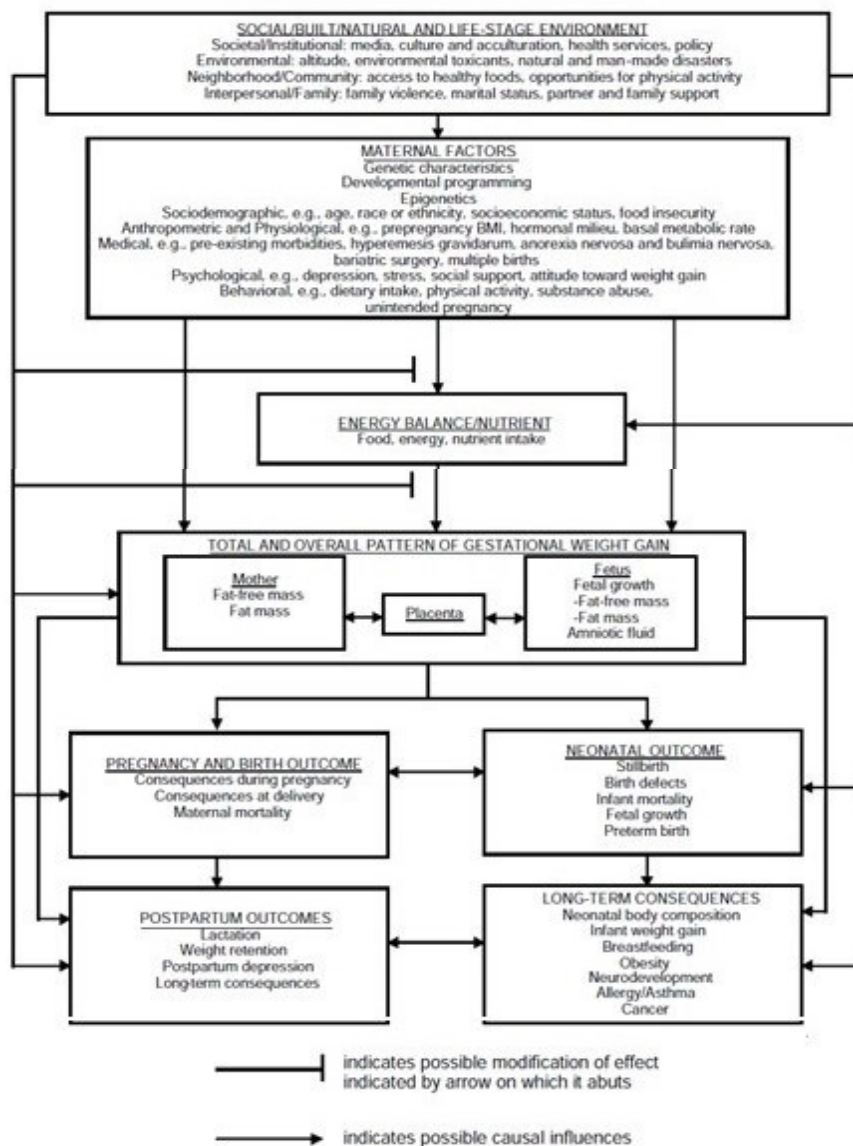 SOCIAL/BUILT/NATURAL AND LIFE-STAGE ENVIRONMENT
Societal/Institutional: media, culture and acculturation, health services, policy
Environmental: altitude, environmental toxicants, natural and man-made disasters
Neighborhood/Community: access to healthy foods, opportunities for physical activity
Interpersonal/Family: family violence, marital status, partner and family support
MATERNAL FACTORS
Genetic characteristics
Developmental programming
Epigenetics
Sociodemographic, e.g., age, race or ethnicity, socioeconomic status, food insecurity
Anthropometric and Physiological, e.g., prepregnancy BMI, hormonal milieu, basal metabolic rate
Medical, e.g., pre-existing morbidities, hyperemesis gravidarum, anorexia nervosa and bulimia nervosa,
bariatric surgery, multiple births
Psychological, e.g., depression, stress, social support, attitude toward weight gain
Behavioral, e.g., dietary intake, physical activity, substance abuse,
unintended pregnancy
ENERGY BALANCE/NUTRIENT
Food, energy, nutrient intake
TOTAL AND OVERALL PATTERN OF GESTATIONAL WEIGHT GAIN
Mother
Fat-free mass
Fat mass
Placenta
Fetus
Fetal growth
-Fat-free mass
-Fat mass
Amniotic fluid
PREGNANCY AND BIRTH OUTCOME
Consequences during pregnancy
Consequences at delivery
Maternal mortality
NEONATAL OUTCOME
Stillbirth
Birth defects
Infant mortality
Fetal growth
Preterm birth
POSTPARTUM OUTCOMES
Lactation
Weight retention
Postpartum depression
Long-term consequences
LONG-TERM CONSEQUENCES
Neonatal body composition
Infant weight gain
Breastfeeding
Obesity
Neurodevelopment
Allergy/Asthma
Cancer
indicates possible modification of effect
indicated by arrow on which it abuts
indicates possible causal influences